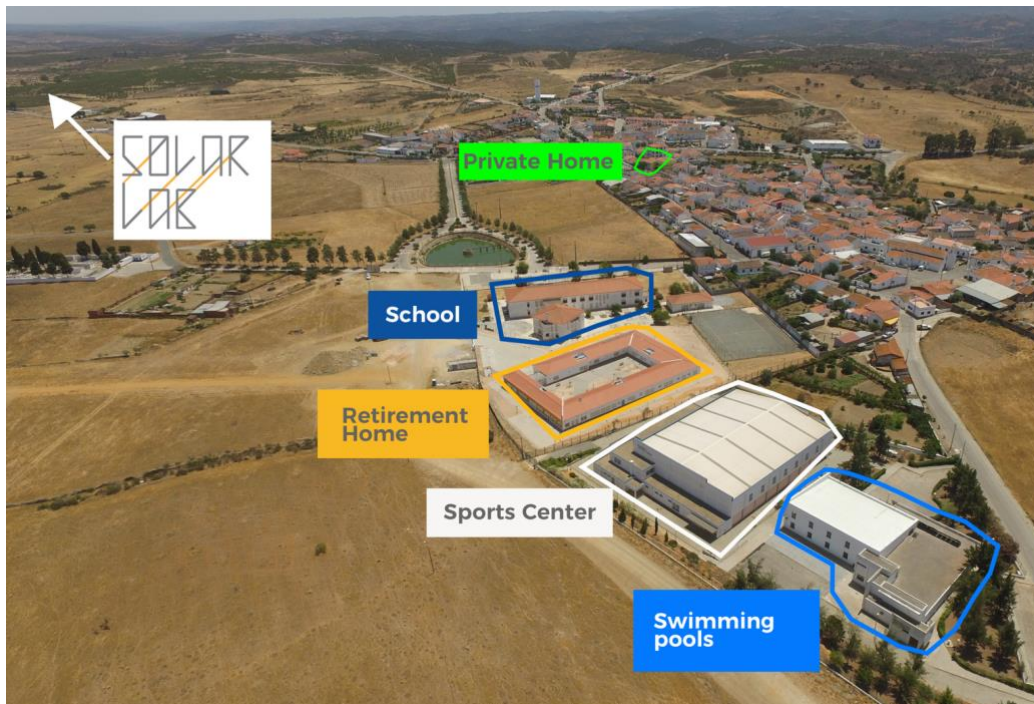 SOLAR
LAB
Private Home
School
Retirement
Home
Sports Center
Swimming
pools